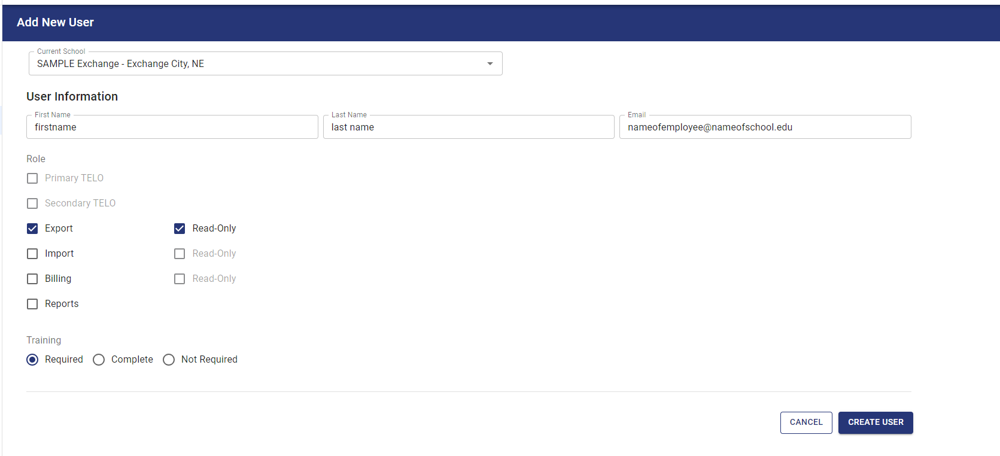 Add New User
Current School
SAMPLE Exchange - Exchange City, NE
User Information
First Name Last Name Email
firstname last name nameofemployee@nameofschool.edu
Role
Primary TELO
Secondary TELO
Export Read-Only
Import Read-Only
Billing Read-Only
Reports
Training
Required Complete Not Required
CANCEL CREATE USER